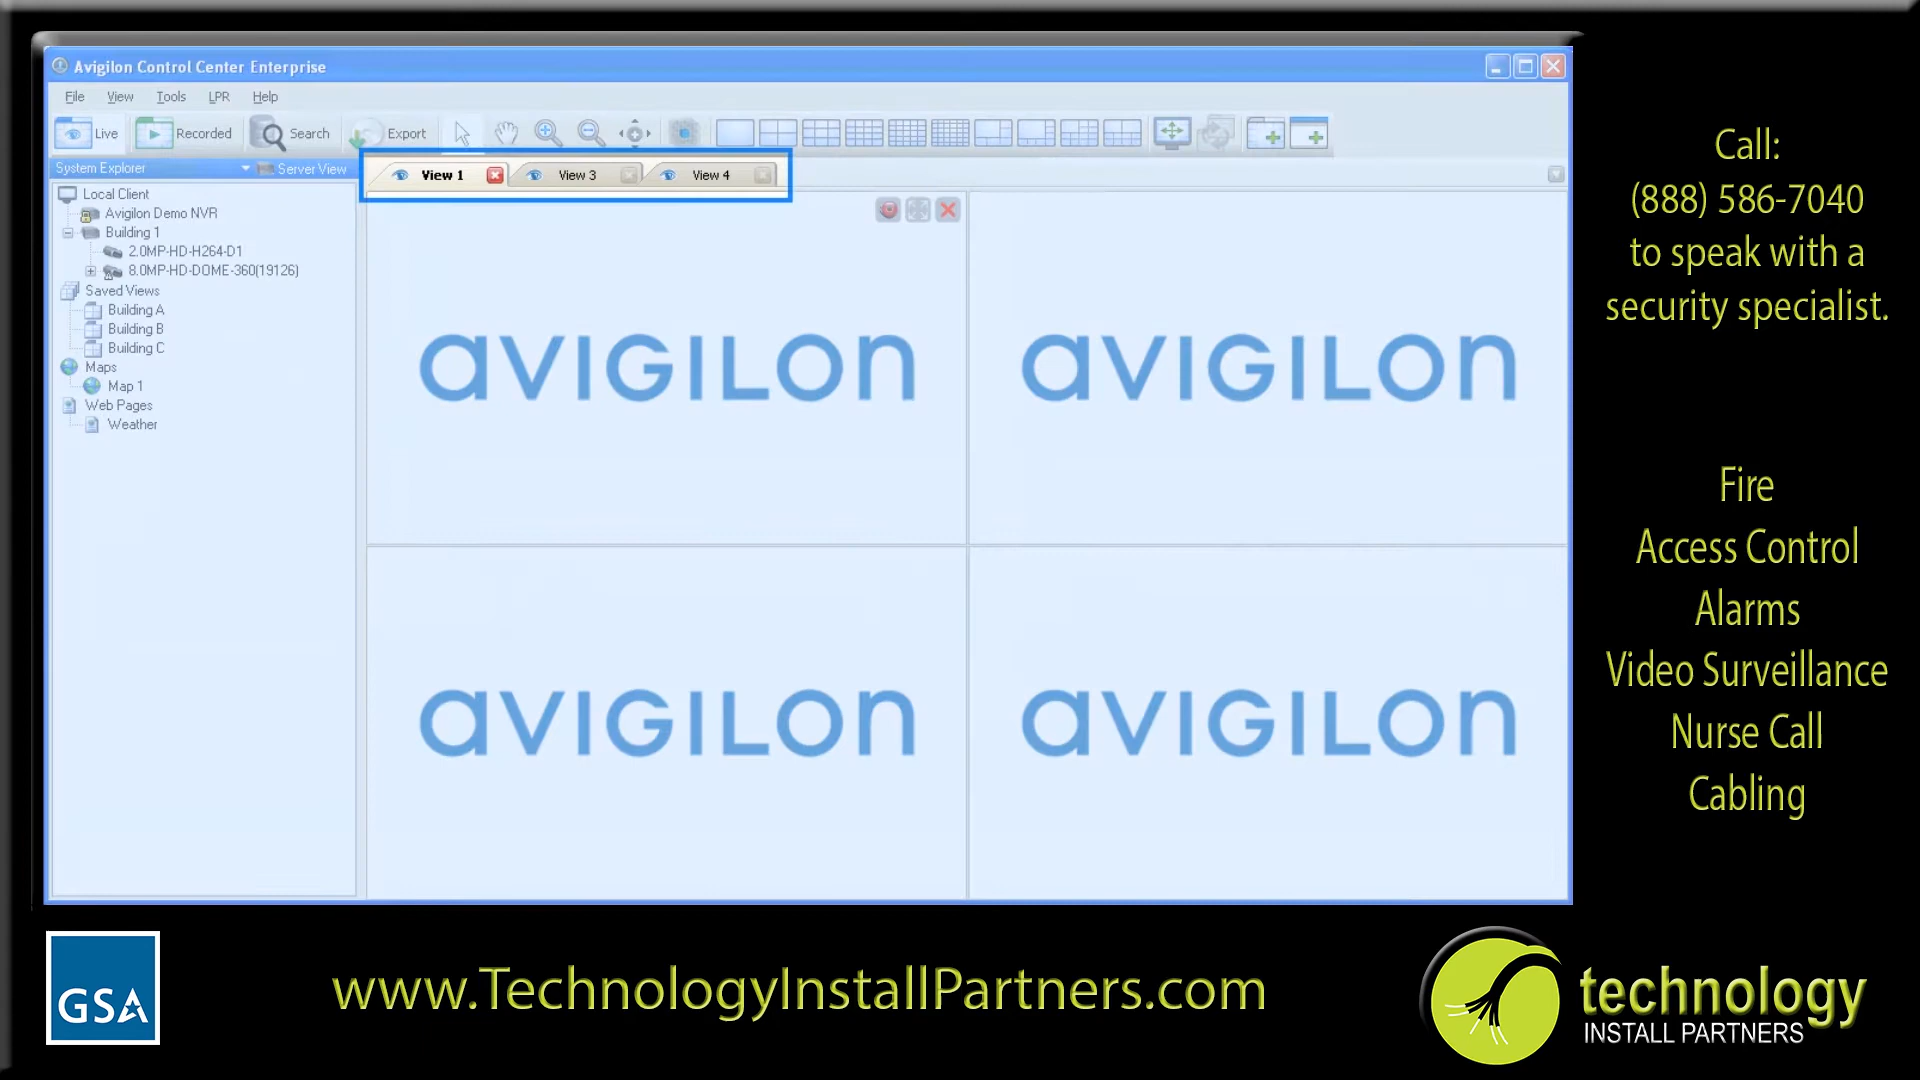 Avigilon Control Center Enterprise
File View Tools LPR Help
Live Recorded Search Export
System Explorer Server View
View 1 View 3 View 4
Local Client
Avigilon Demo NVR
Building 1
2.0MP-HD-H264-D1
8.0MP-HD-DOME-360(19126)
Saved Views
Building A
Building B
Building C
Maps
Map 1
Web Pages
Weather
AVIGILON AVIGILON
AVIGILON AVIGILON
Call:
(888) 586-7040
to speak with a
security specialist.
Fire
Access Control
Alarms
Video Surveillance
Nurse Call
Cabling
GSA
www.TechnologyInstallPartners.com
technology
INSTALL PARTNERS